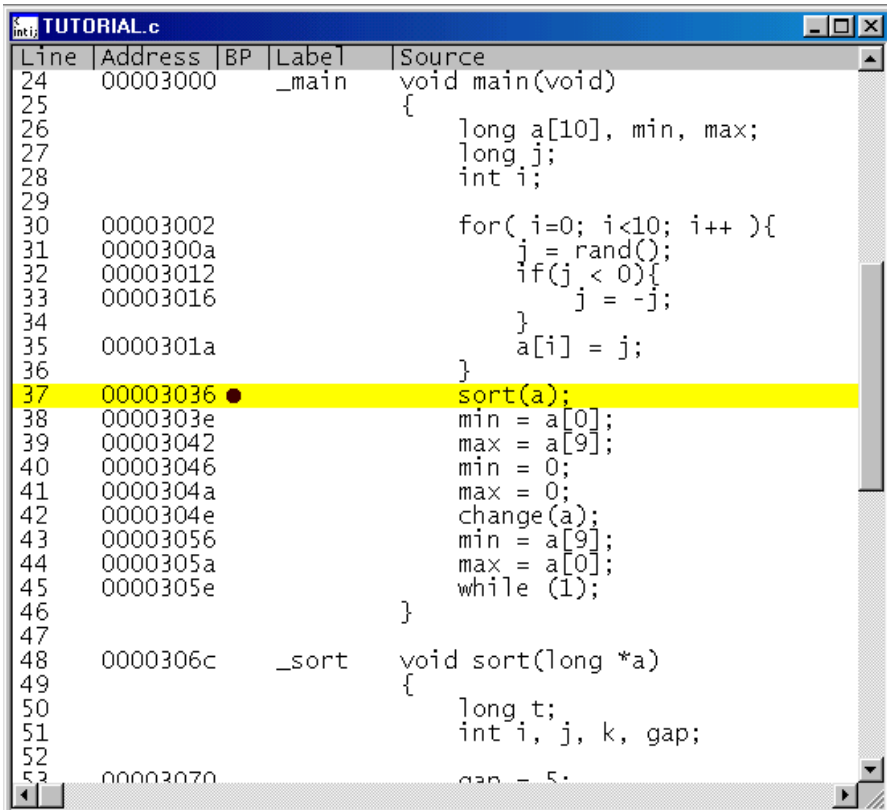 TUTORIAL.c
Line Address BP Label Source
24 00003000 _main void main(void)
25 {
26 long a[10], min, max;
27 long j;
28 int i;
29
30 00003002 for( i=0; i<10; i++ ){
31 0000300a j = rand();
32 00003012 if(j < 0){
33 00003016 j = -j;
34 }
35 0000301a a[i] = j;
36 }
37 00003036 sort(a);
38 0000303e min = a[0];
39 00003042 max = a[9];
40 00003046 min = 0;
41 0000304a max = 0;
42 0000304e change(a);
43 00003056 min = a[9];
44 0000305a max = a[0];
45 0000305e while (1);
46 }
47
48 0000306c _sort void sort(long *a)
49 {
50 long t;
51 int i, j, k, gap;
52
53 00003070 gap = 5;